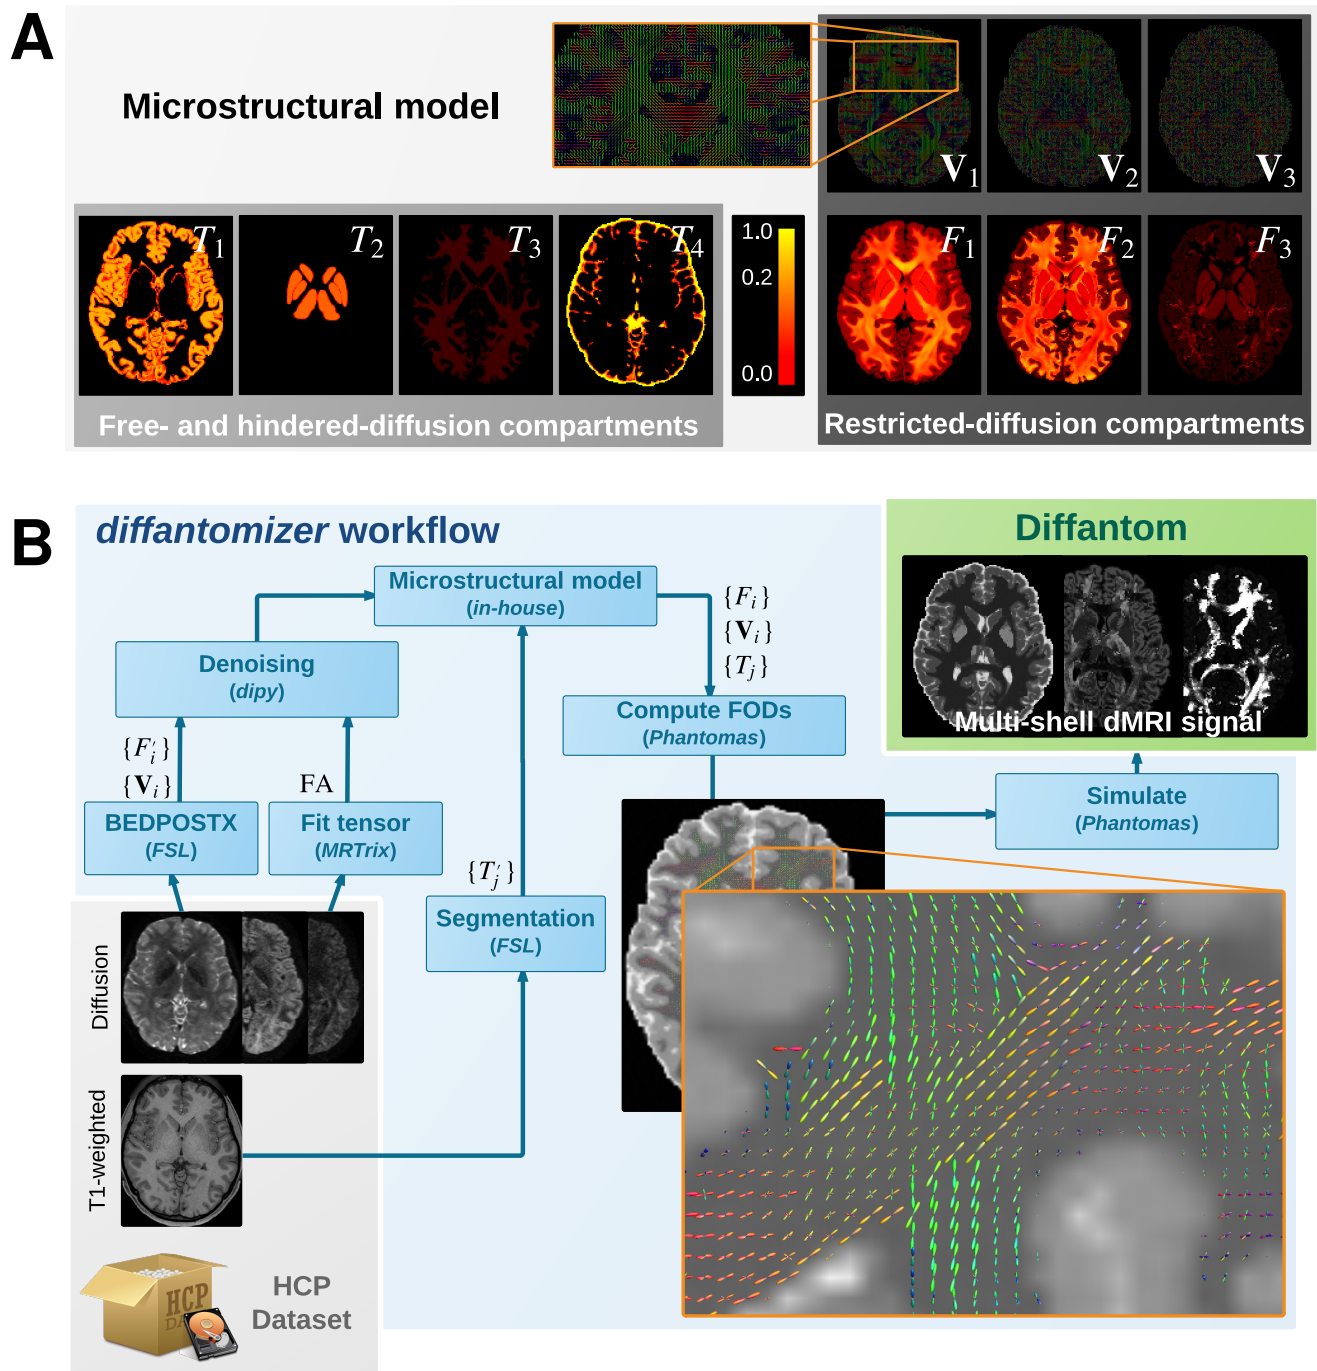 A
Microstructural model
V1
V2
V3
T1
T2
T3
T4
1.0
0.2
0.0
F1
F2
F3
Free- and hindered-diffusion compartments
Restricted-diffusion compartments
B
diffantomizer workflow
Diffantom
Multi-shell dMRI signal
Microstructural model
(in-house)
{Fi}
{Vi}
{Tj}
Denoising
(dipy)
Compute FODs
(Phantomas)
{F′i}
{Vi}
FA
BEDPOSTX
(FSL)
Fit tensor
(MRTrix)
Simulate
(Phantomas)
{T′j}
Segmentation
(FSL)
Diffusion
T1-weighted
HCP
DA
HCP
Dataset